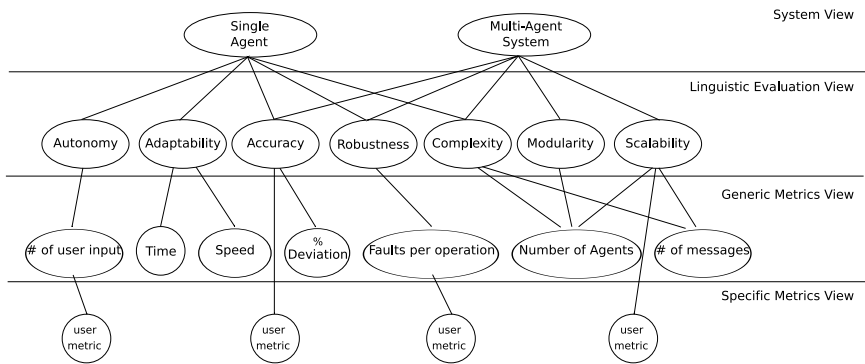 System View
Single
Agent
Multi-Agent
System
Linguistic Evaluation View
Autonomy
Adaptability
Accuracy
Robustness
Complexity
Modularity
Scalability
Generic Metrics View
# of user input
Time
Speed
%
Deviation
Faults per operation
Number of Agents
# of messages
Specific Metrics View
user
metric
user
metric
user
metric
user
metric